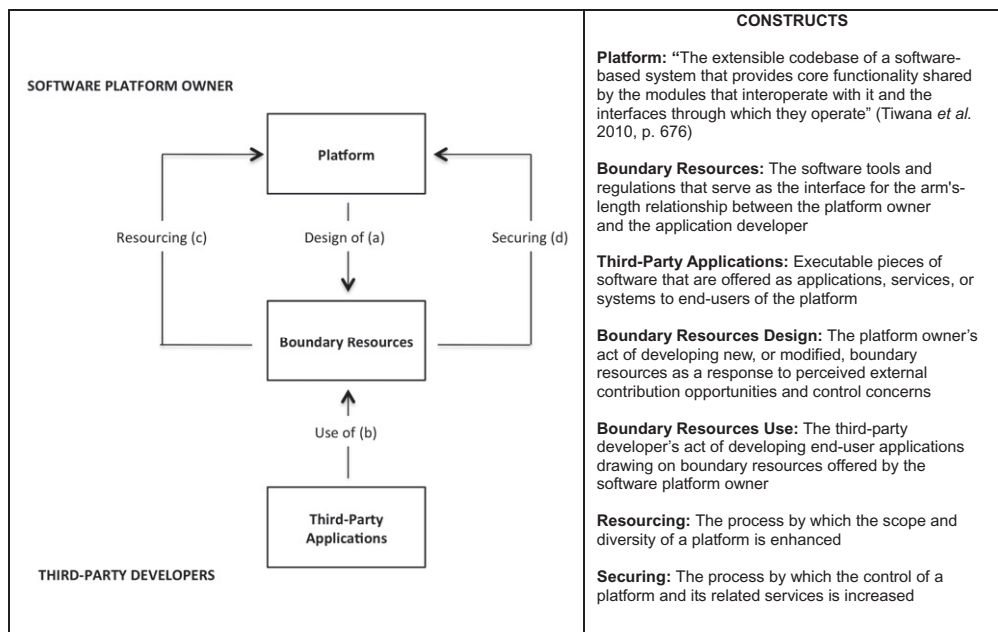 SOFTWARE PLATFORM OWNER
Platform
Resourcing (c)
Design of (a)
Securing (d)
Boundary Resources
Use of (b)
Third-Party
Applications
THIRD-PARTY DEVELOPERS
CONSTRUCTS
Platform: “The extensible codebase of a software-
based system that provides core functionality shared
by the modules that interoperate with it and the
interfaces through which they operate” (Tiwana et al.
2010, p. 676)
Boundary Resources: The software tools and
regulations that serve as the interface for the arm's-
length relationship between the platform owner
and the application developer
Third-Party Applications: Executable pieces of
software that are offered as applications, services, or
systems to end-users of the platform
Boundary Resources Design: The platform owner’s
act of developing new, or modified, boundary
resources as a response to perceived external
contribution opportunities and control concerns
Boundary Resources Use: The third-party
developer’s act of developing end-user applications
drawing on boundary resources offered by the
software platform owner
Resourcing: The process by which the scope and
diversity of a platform is enhanced
Securing: The process by which the control of a
platform and its related services is increased